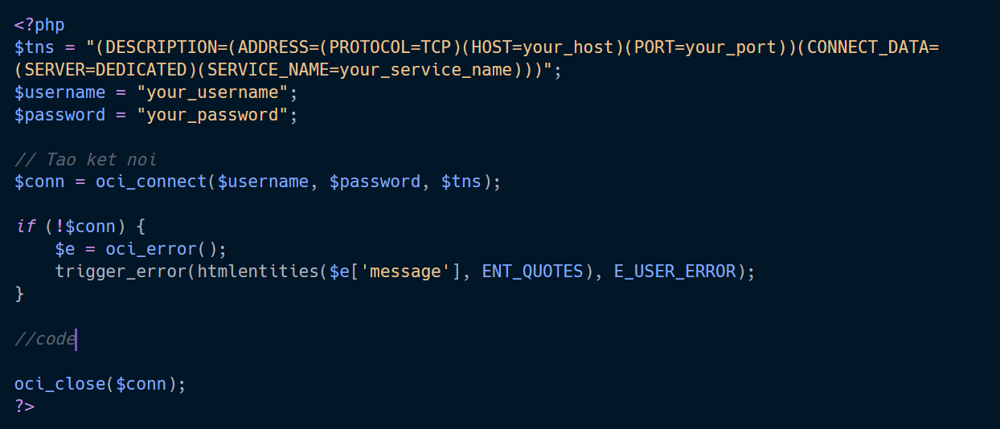 <?php
$tns = "(DESCRIPTION=(ADDRESS=(PROTOCOL=TCP)(HOST=your_host)(PORT=your_port))(CONNECT_DATA=
(SERVER=DEDICATED)(SERVICE_NAME=your_service_name)))";
$username = "your_username";
$password = "your_password";

// Tao ket noi
$conn = oci_connect($username, $password, $tns);

if (!$conn) {
    $e = oci_error();
    trigger_error(htmlentities($e['message'], ENT_QUOTES), E_USER_ERROR);
}

//code

oci_close($conn);
?>